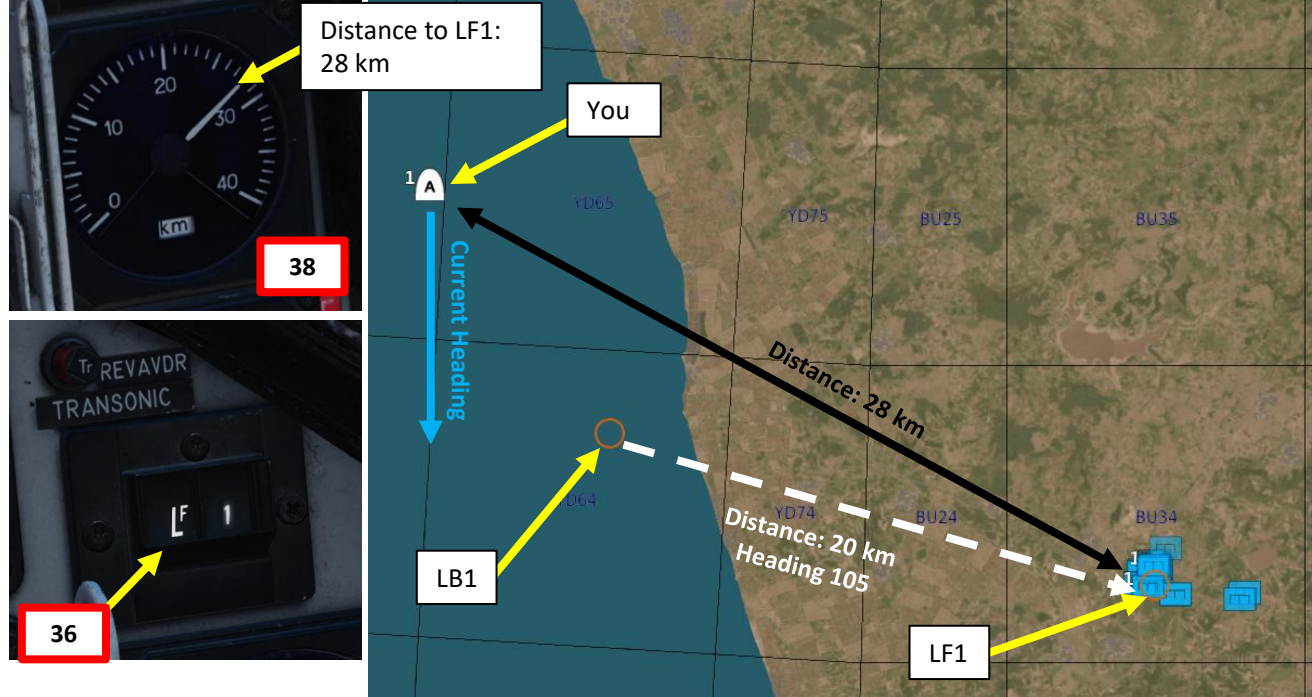 Distance to LF1:
28 km
0
10
20
30
40
km
38
Tr REVAVDR
TRANSONIC
LF 1
36
You
1
A
Current Heading
YD65
YD75
BU25
BU35
Distance: 28 km
YD64
YD74
BU24
BU34
LB1
Distance: 20 km
Heading 105
1
1
LF1